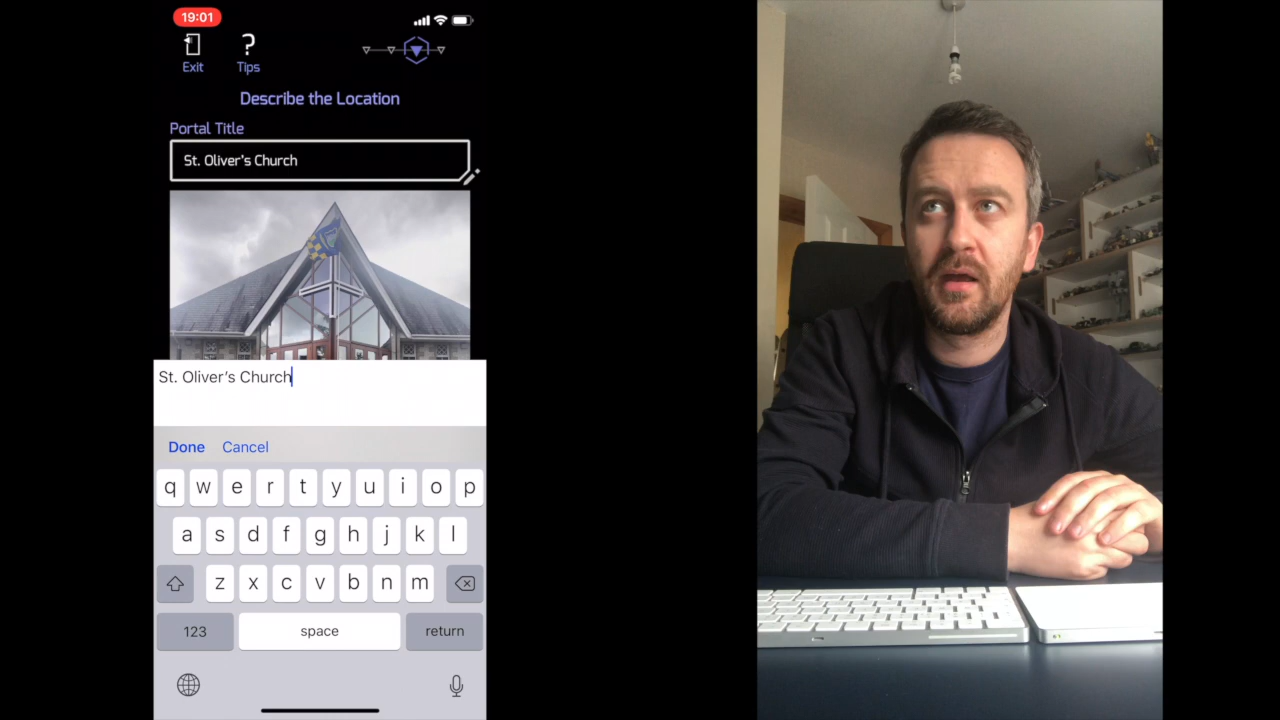 19:01
Exit
Tips
Describe the Location
Portal Title
St. Oliver's Church
St. Oliver's Church
Done Cancel
q w e r t y u i o p
a s d f g h j k l
z x c v b n m
123 space return